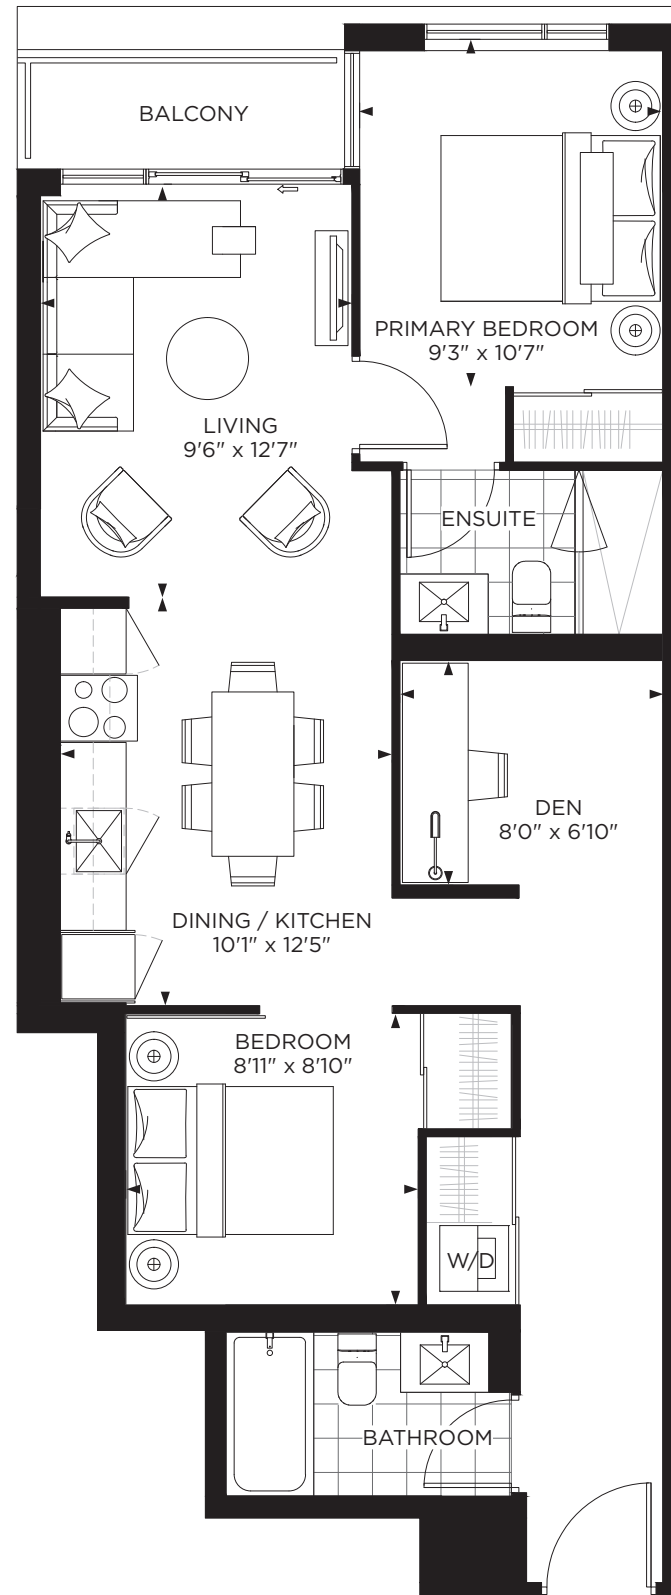 BALCONY
PRIMARY BEDROOM
9'3" x 10'7"
LIVING
9'6" x 12'7"
ENSUITE
DEN
8'0" x 6'10"
DINING / KITCHEN
10'1" x 12'5"
BEDROOM
8'11" x 8'10"
W/D
BATHROOM